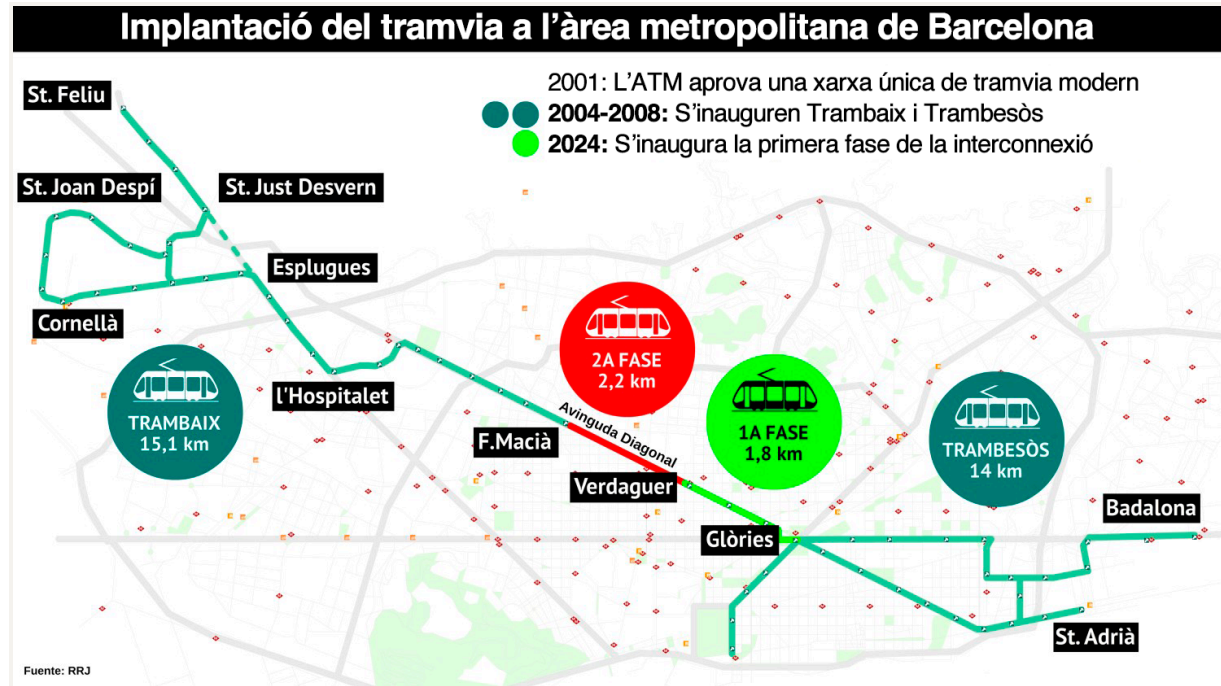 Implantació del tramvia a l'àrea metropolitana de Barcelona
2001: L'ATM aprova una xarxa única de tramvia modern
2004-2008: S'inauguren Trambaix i Trambesòs
2024: S'inaugura la primera fase de la interconnexió
St. Feliu
St. Joan Despí
St. Just Desvern
Esplugues
Cornellà
l'Hospitalet
TRAMBAIX
15,1 km
2A FASE
2,2 km
1A FASE
1,8 km
TRAMBESÒS
14 km
Avinguda Diagonal
F.Macià
Verdaguer
Glòries
Badalona
St. Adrià
Fuente: RRJ